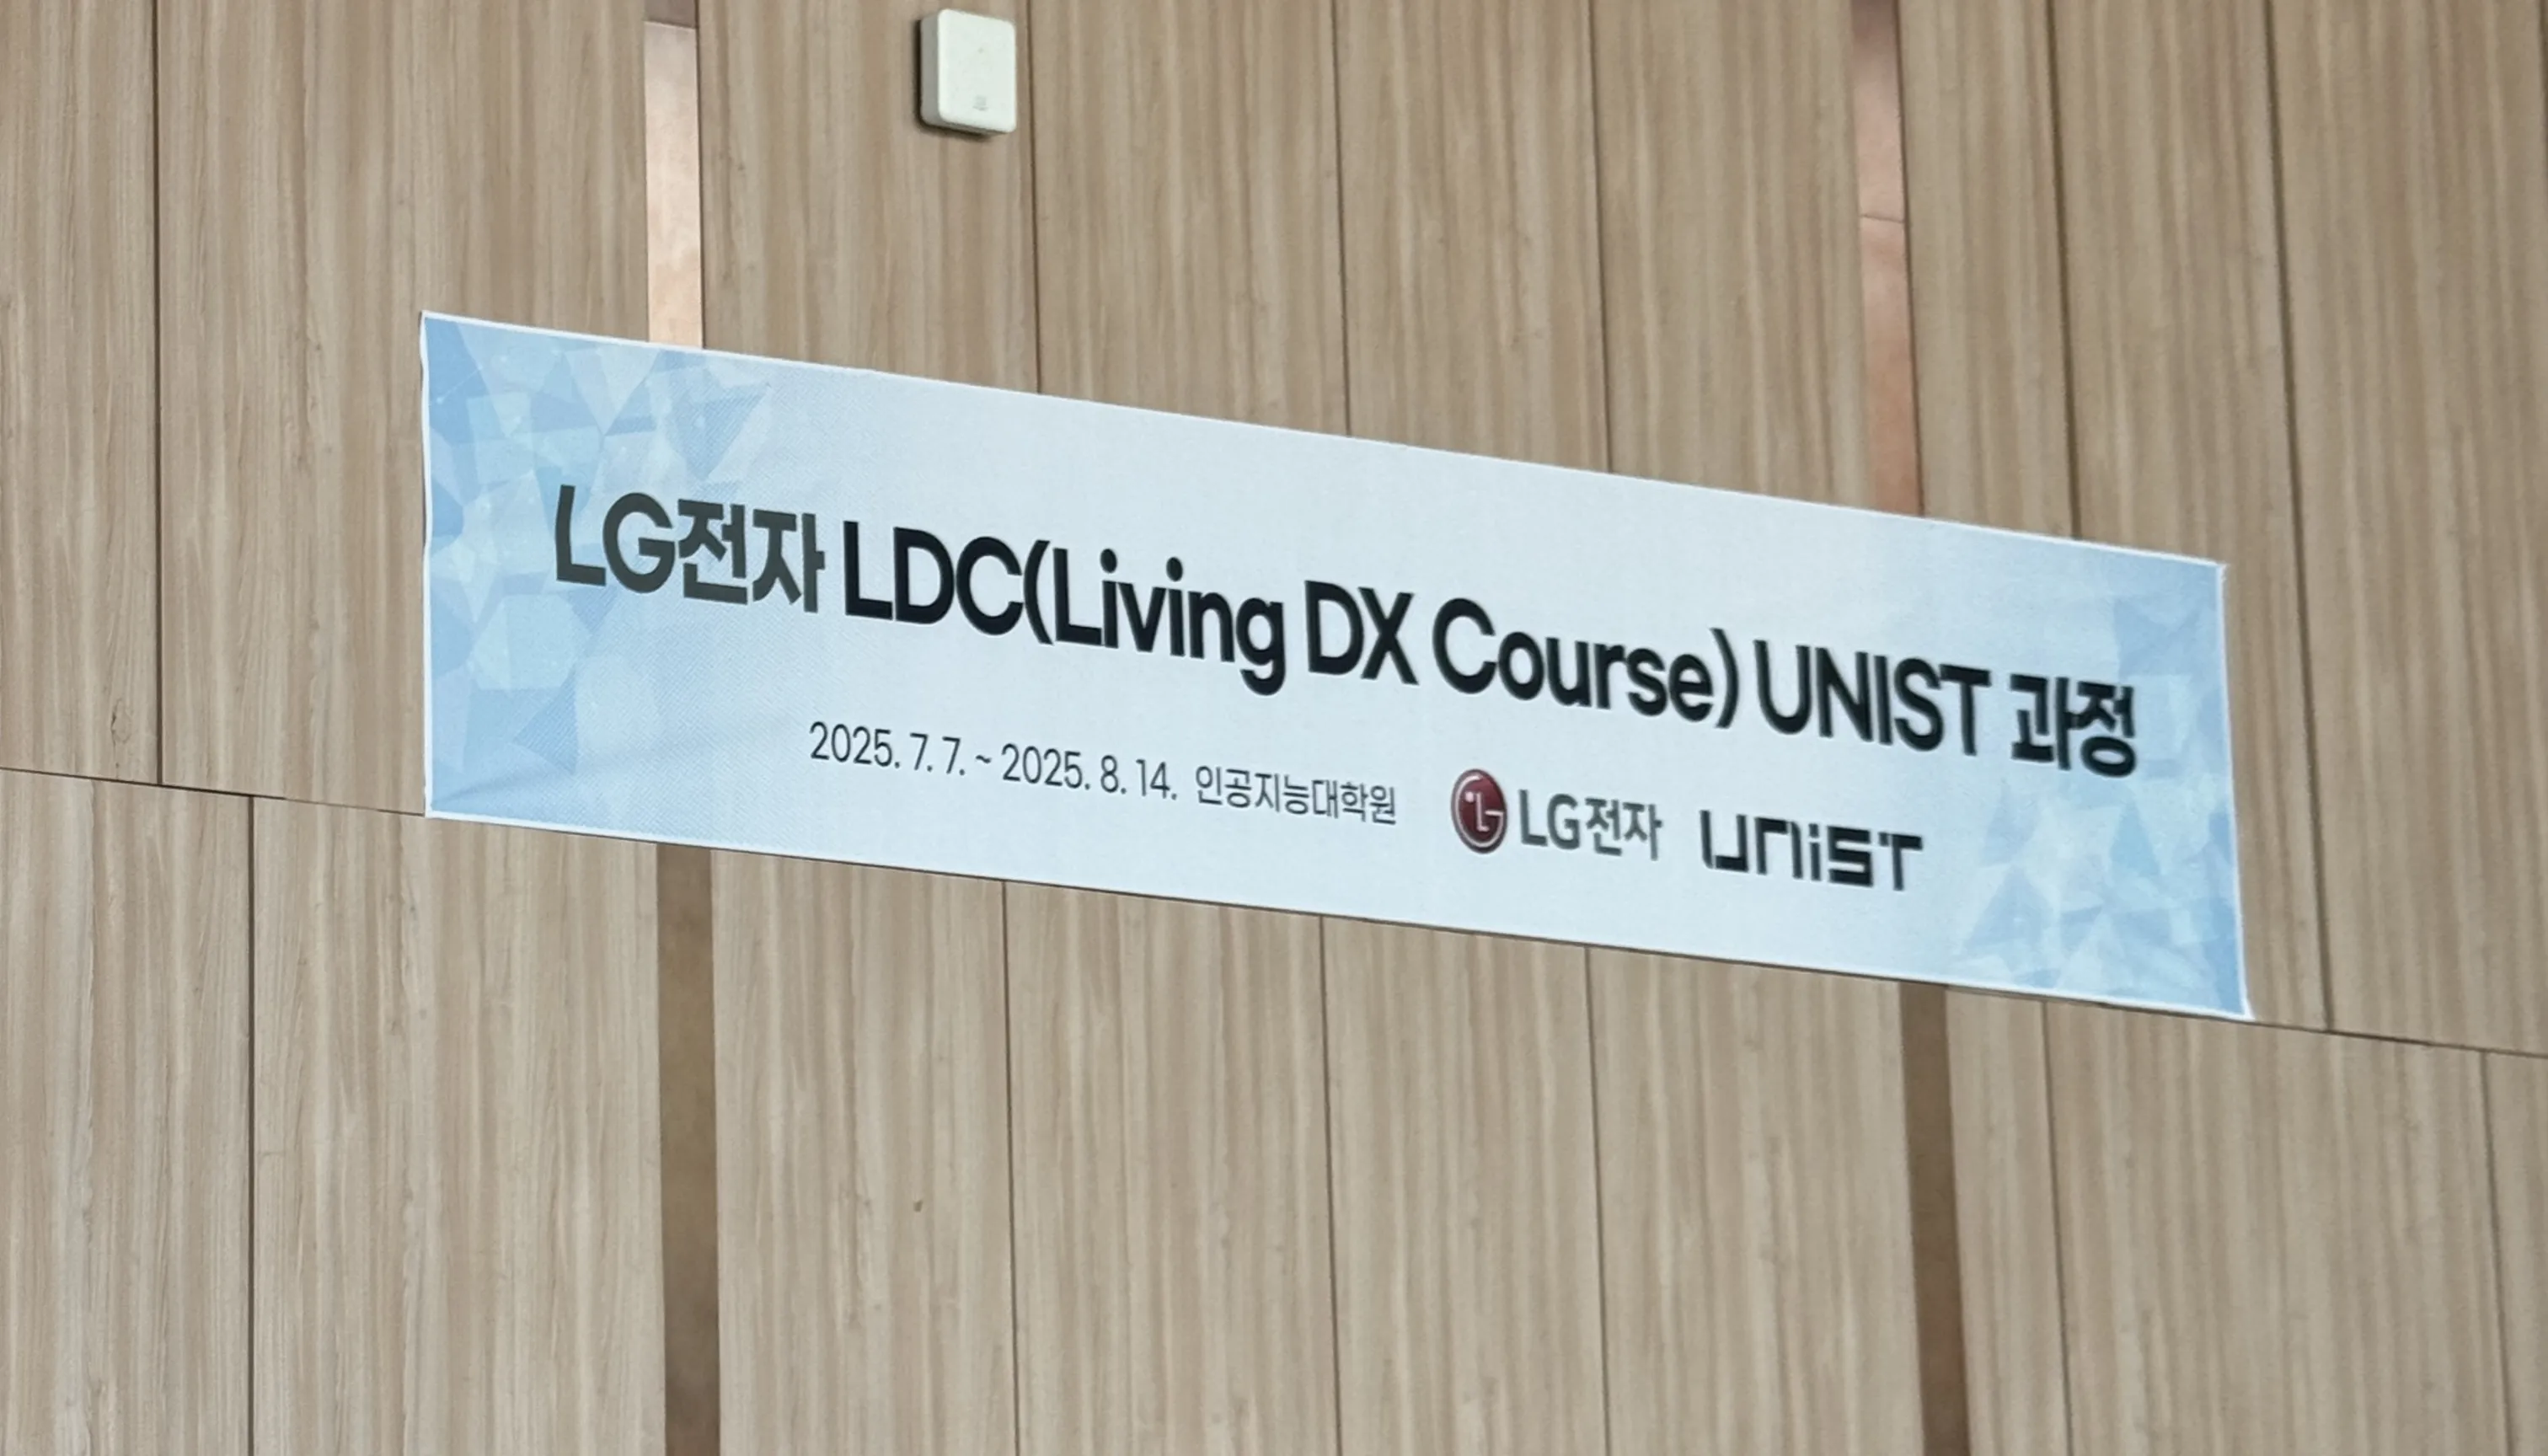 LG전자 LDC(Living DX Course) UNIST 과정
2025. 7. 7. ~ 2025. 8. 14. 인공지능대학원 LG전자 UNIST